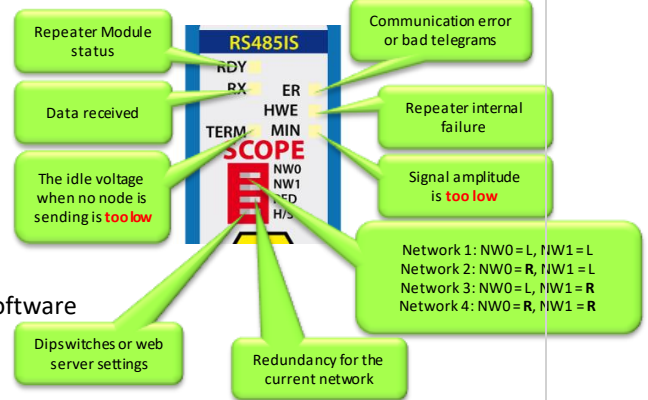 Repeater Module
status
Communication error
or bad telegrams
RS485IS
RDY
RX
ER
HWE
TERM
MIN
SCOPE
NW0
NW1
H/S
Data received
Repeater internal
failure
The idle voltage
when no node is
sending is too low
Signal amplitude
is too low
Network 1: NW0 = L, NW1 = L
Network 2: NW0 = R, NW1 = L
Network 3: NW0 = L, NW1 = R
Network 4: NW0 = R, NW1 = R
oftware
Dipswitches or web
server settings
Redundancy for the
current network